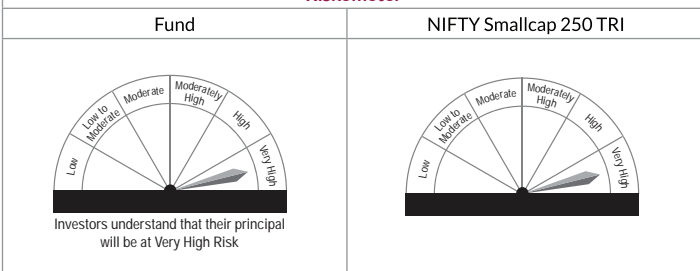 Riskometer
Fund
NIFTY Smallcap 250 TRI
Low
Low to
Moderate
Moderate
Moderately
High
High
Very High
Investors understand that their principal
will be at Very High Risk
Low
Low to
Moderate
Moderate
Moderately
High
High
Very High